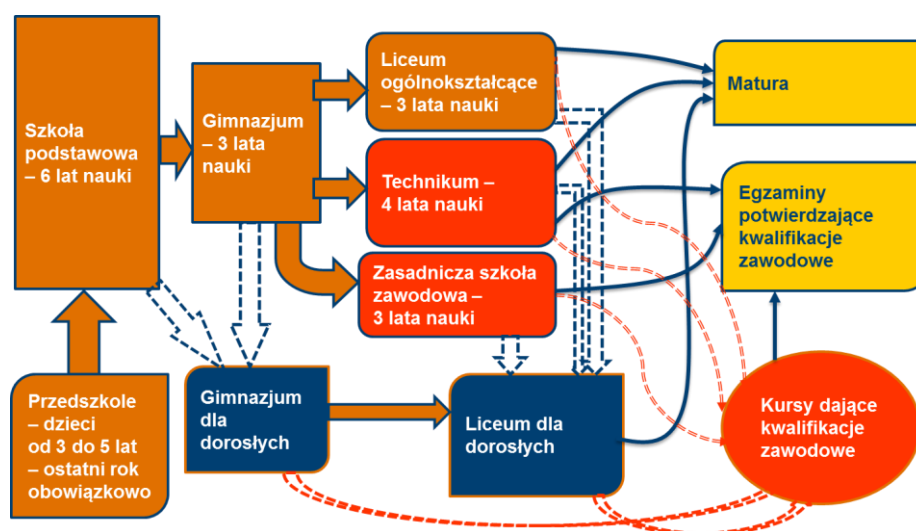 Szkoła
podstawowa
– 6 lat nauki
Gimnazjum
– 3 lata
nauki
Liceum
ogólnokształcące
– 3 lata nauki
Matura
Technikum –
4 lata nauki
Egzaminy
potwierdzające
kwalifikacje
zawodowe
Zasadnicza szkoła
zawodowa –
3 lata nauki
Przedszkole
– dzieci
od 3 do 5 lat
– ostatni rok
obowiązkowo
Gimnazjum
dla
dorosłych
Liceum dla
dorosłych
Kursy dające
kwalifikacje
zawodowe